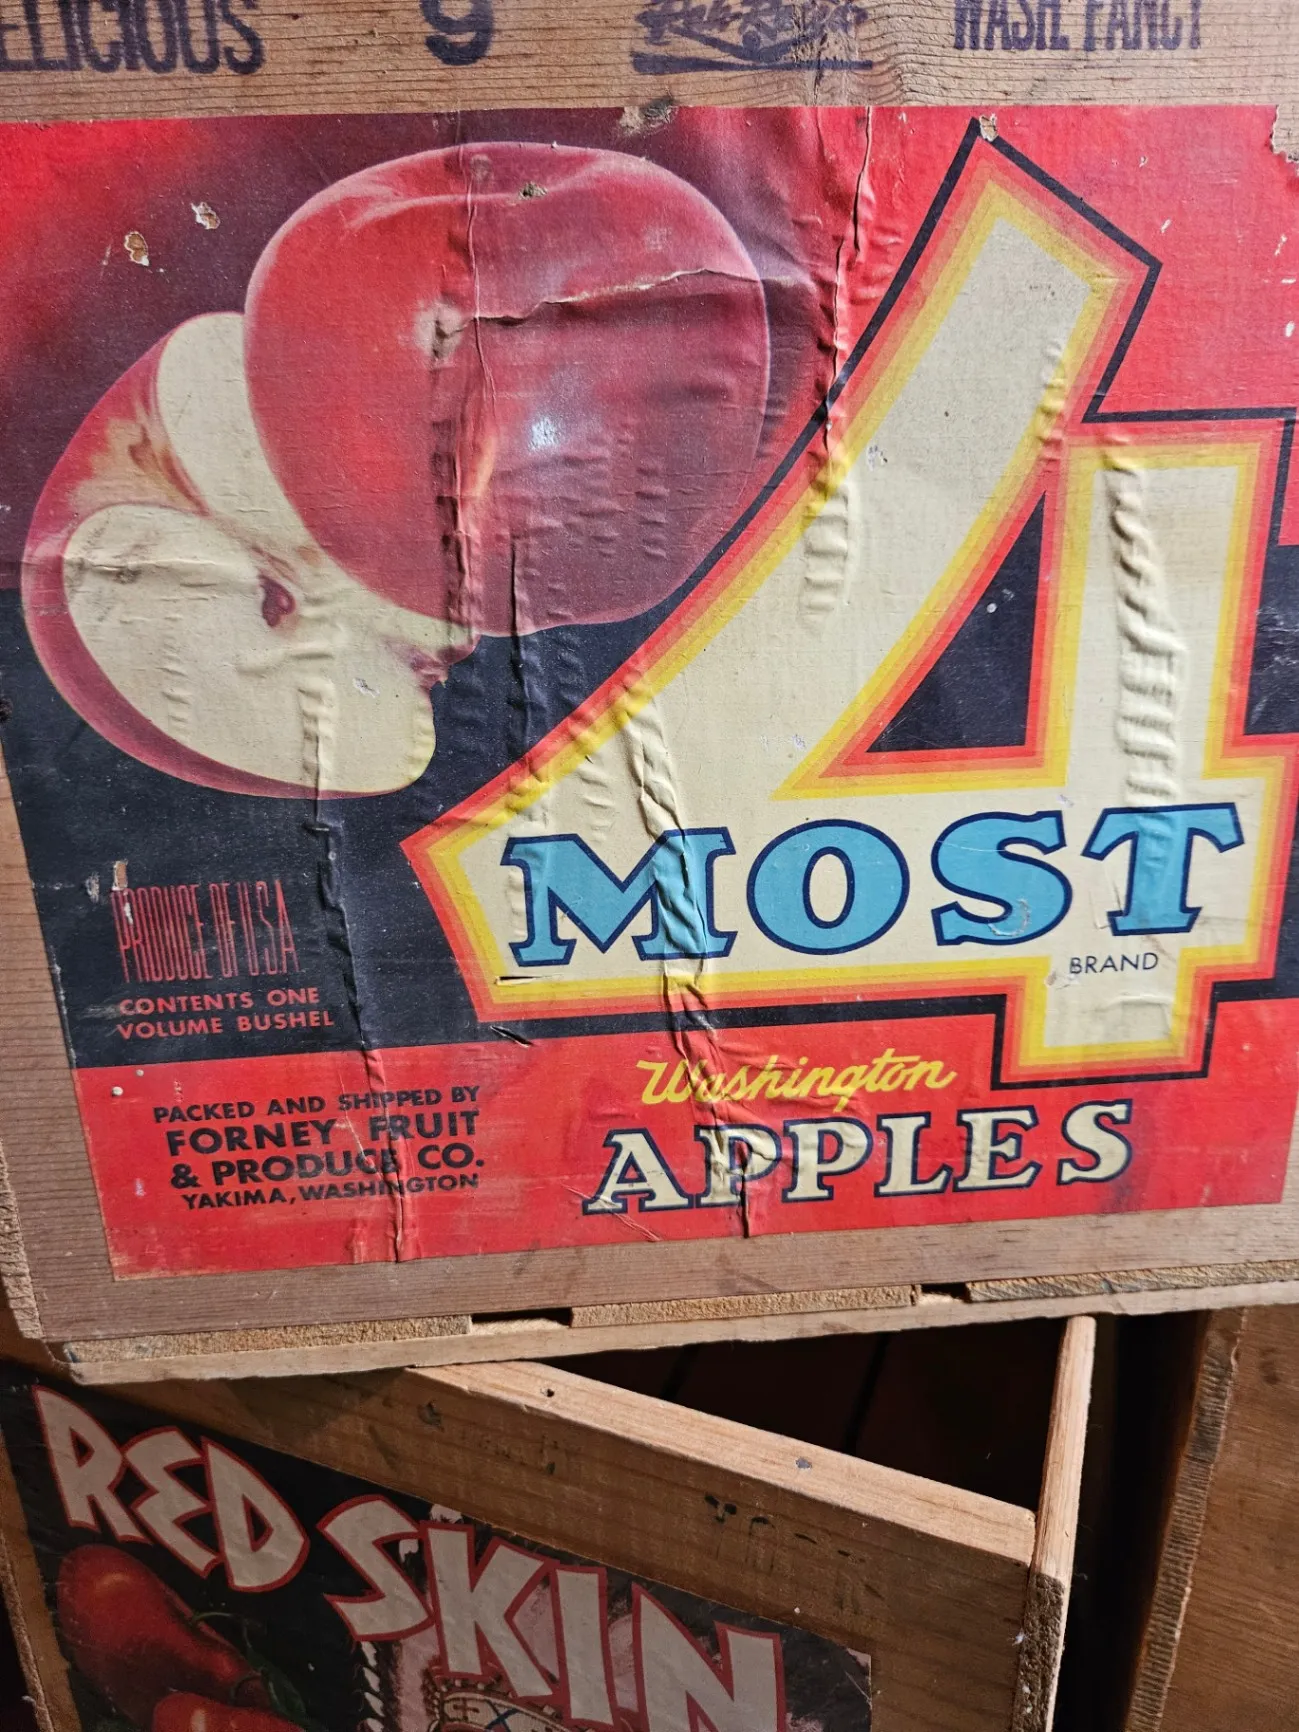 ELICIOUS 9 WASH. FANCY
4
MOST
BRAND
PRODUCE OF U.S.A.
CONTENTS ONE
VOLUME BUSHEL
Washington
APPLES
PACKED AND SHIPPED BY
FORNEY FRUIT
& PRODUCE CO.
YAKIMA, WASHINGTON
RED SKIN